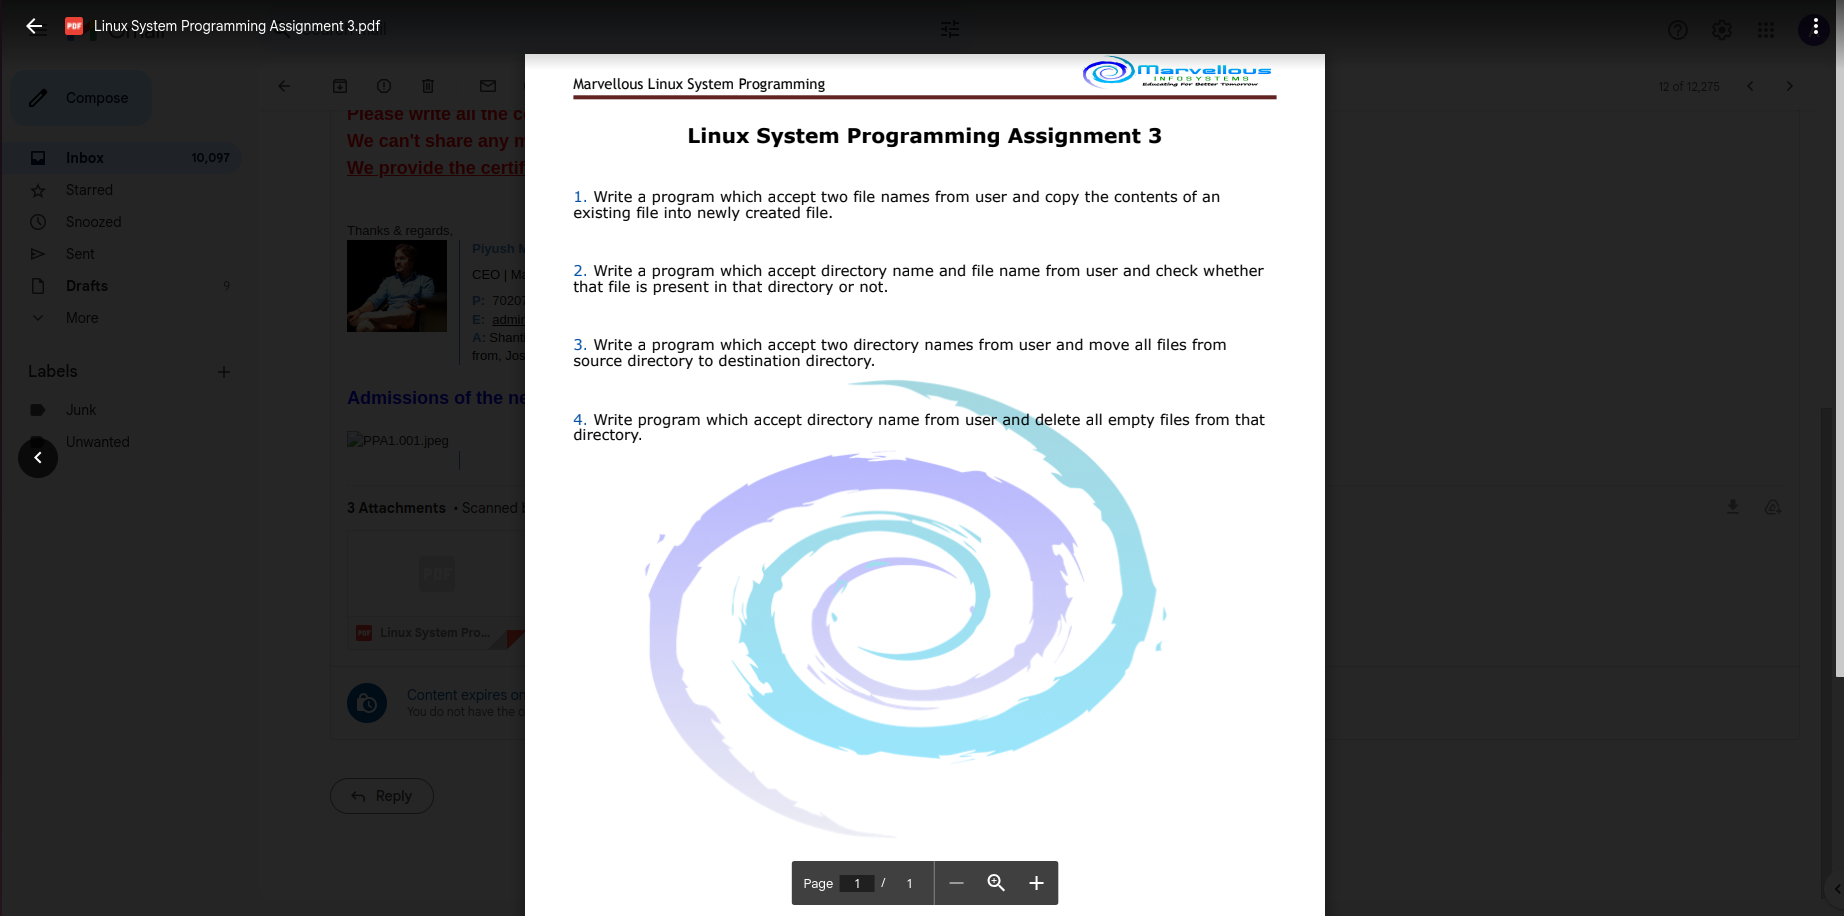 Linux System Programming Assignment 3.pdf
Compose
12 of 12,275
Inbox 10,097
Starred
Snoozed
Sent
Drafts 9
More
Labels
Junk
Unwanted
Please write all the
We can't share any
We provide the certif
Thanks & regards,
Piyush
CEO |
P: 7020
E: admin
A: Shant
from, Jos
Admissions of the ne
PPA1.001.jpeg
3 Attachments • Scanned
PDF
Linux System Pro...
Content expires on
You do not have the
Reply
Marvellous Linux System Programming
Marvellous
INFOSYSTEMS
Educating For Better Tomorrow
Linux System Programming Assignment 3
1. Write a program which accept two file names from user and copy the contents of an
existing file into newly created file.
2. Write a program which accept directory name and file name from user and check whether
that file is present in that directory or not.
3. Write a program which accept two directory names from user and move all files from
source directory to destination directory.
4. Write program which accept directory name from user and delete all empty files from that
directory.
Page 1 / 1